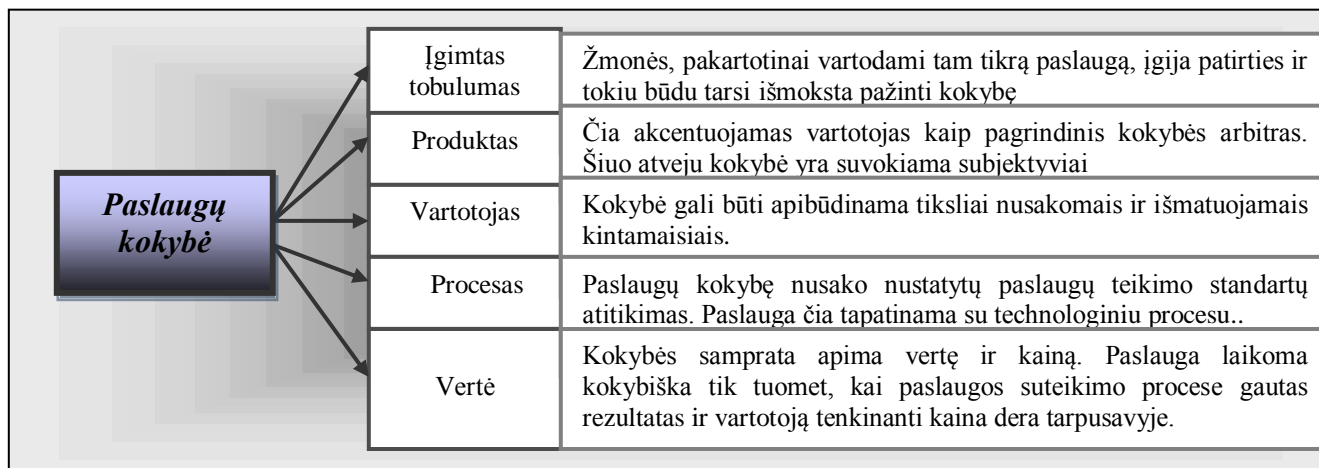 Paslaugų
kokybė
Įgimtas
tobulumas
Žmonės, pakartotinai vartodami tam tikrą paslaugą, įgija patirties ir
tokiu būdu tarsi išmoksta pažinti kokybę
Produktas
Čia akcentuojamas vartotojas kaip pagrindinis kokybės arbitras.
Šiuo atveju kokybė yra suvokiama subjektyviai
Vartotojas
Kokybė gali būti apibūdinama tiksliai nusakomais ir išmatuojamais
kintamaisiais.
Procesas
Paslaugų kokybę nusako nustatytų paslaugų teikimo standartų
atitikimas. Paslauga čia tapatinama su technologiniu procesu..
Vertė
Kokybės samprata apima vertę ir kainą. Paslauga laikoma
kokybiška tik tuomet, kai paslaugos suteikimo procese gautas
rezultatas ir vartotoją tenkinanti kaina dera tarpusavyje.